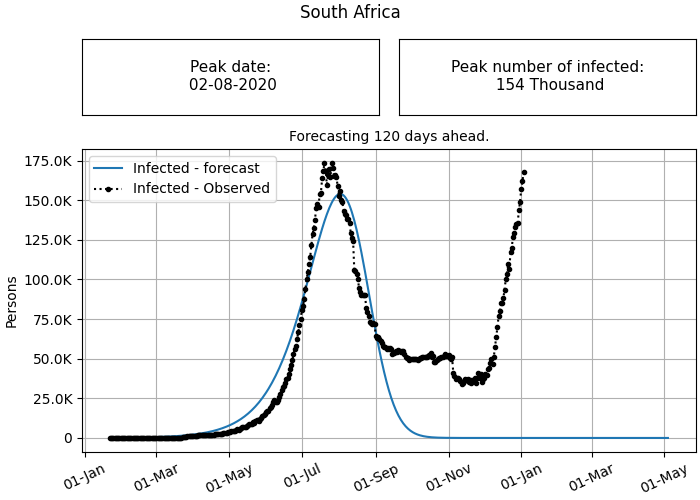 South Africa
Peak date:
02-08-2020
Peak number of infected:
154 Thousand
Forecasting 120 days ahead.
Infected - forecast
Infected - Observed
175.0K
150.0K
125.0K
100.0K
75.0K
50.0K
25.0K
0
Persons
01-Jan
01-Mar
01-May
01-Jul
01-Sep
01-Nov
01-Jan
01-Mar
01-May